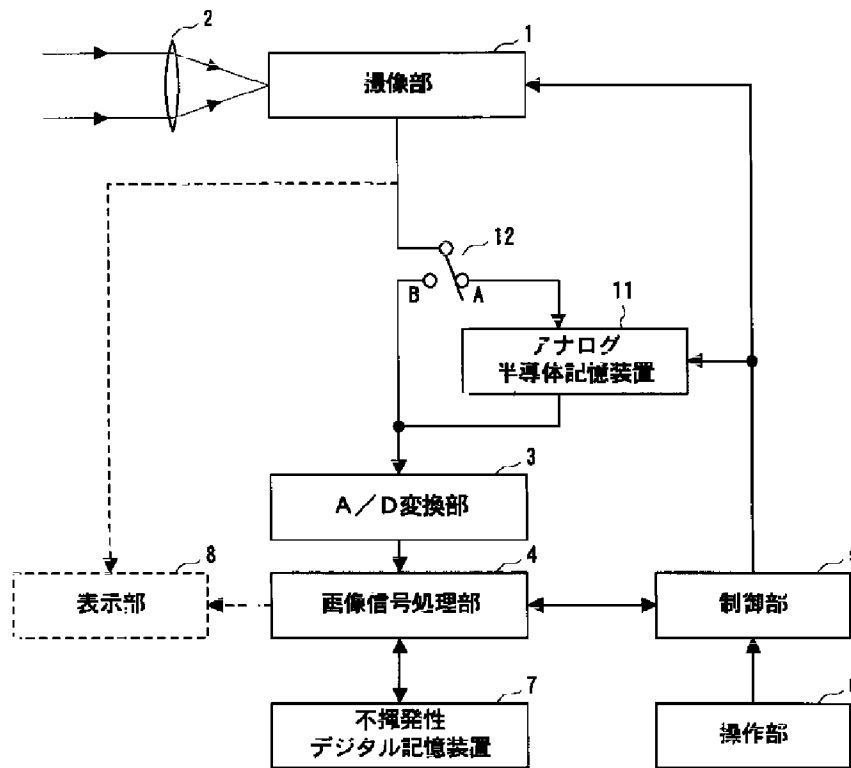 2
1
撮像部
12
B
A
11
アナログ
半導体記憶装置
3
A/D変換部
8
表示部
4
画像信号処理部
制御部
7
不揮発性
デジタル記憶装置
操作部